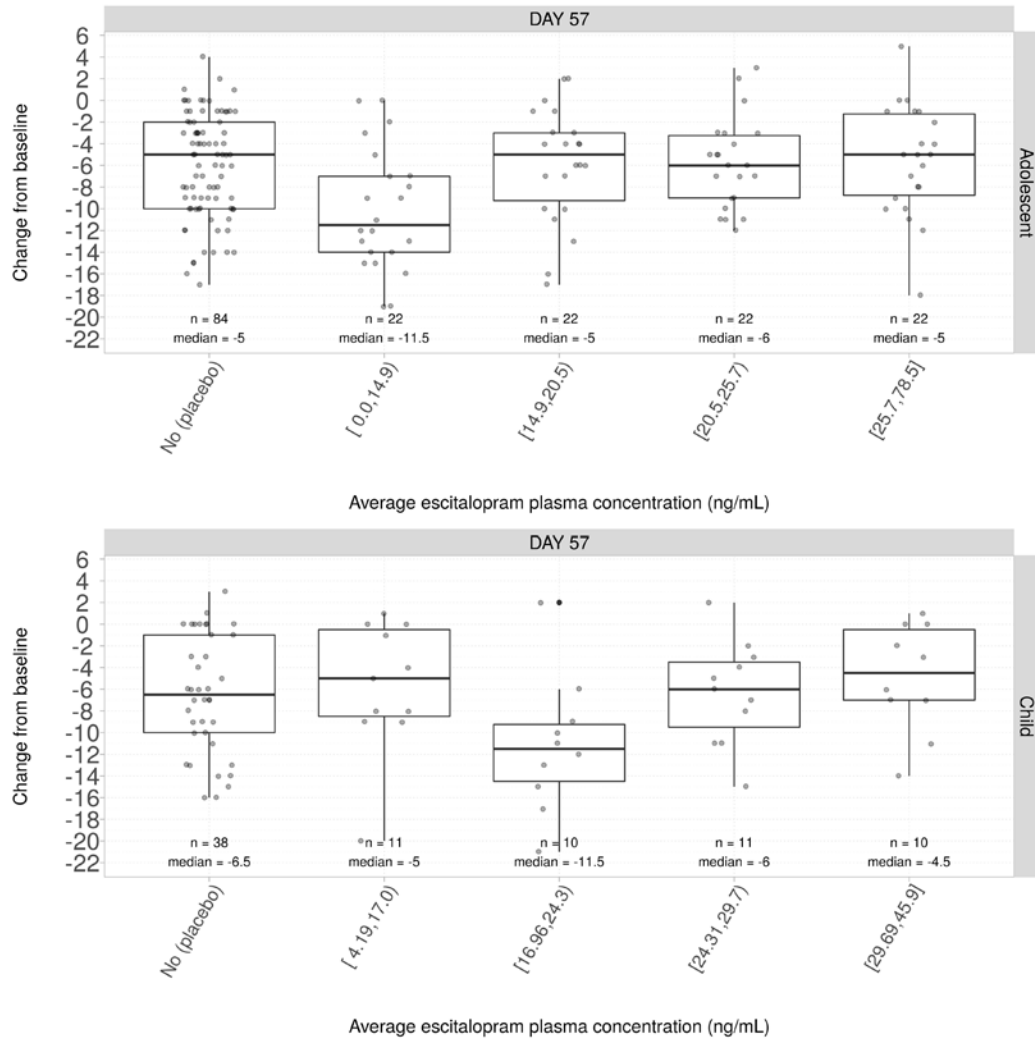 DAY 57
Change from baseline
6
4
2
0
-2
-4
-6
-8
-10
-12
-14
-16
-18
-20
-22
Adolescent
n = 84
median = -5
n = 22
median = -11.5
n = 22
median = -5
n = 22
median = -6
n = 22
median = -5
No (placebo)
[ 0.0,14.9)
[14.9,20.5)
[20.5,25.7)
[25.7,78.5]
Average escitalopram plasma concentration (ng/mL)
DAY 57
Change from baseline
6
4
2
0
-2
-4
-6
-8
-10
-12
-14
-16
-18
-20
-22
Child
n = 38
median = -6.5
n = 11
median = -5
n = 10
median = -11.5
n = 11
median = -6
n = 10
median = -4.5
No (placebo)
[ 4.19,17.0)
[16.96,24.3)
[24.31,29.7)
[29.69,45.9]
Average escitalopram plasma concentration (ng/mL)